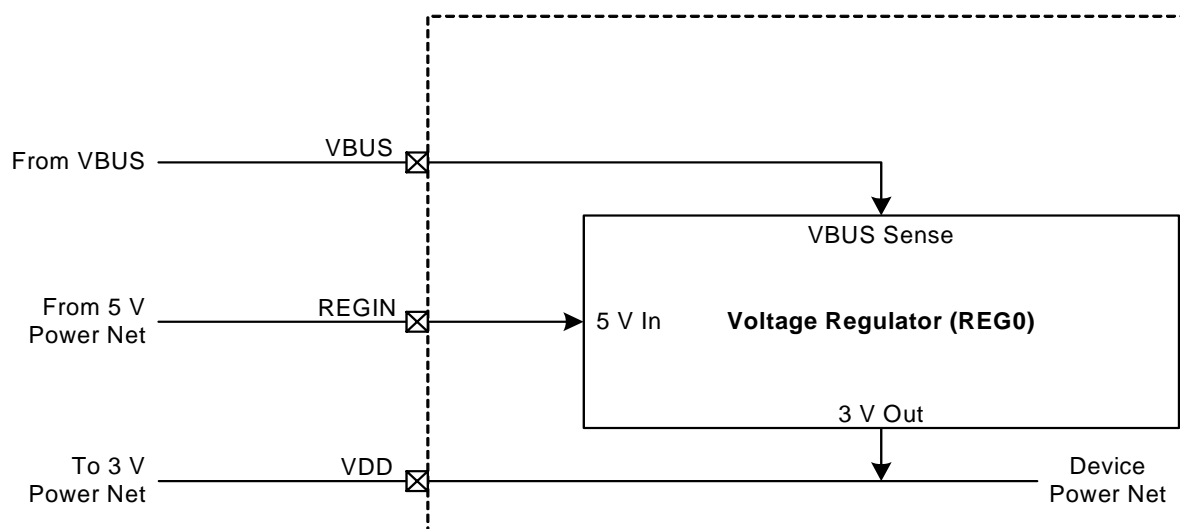 From VBUS
VBUS
VBUS Sense
From 5 V
Power Net
REGIN
5 V In
Voltage Regulator (REG0)
3 V Out
To 3 V
Power Net
VDD
Device
Power Net